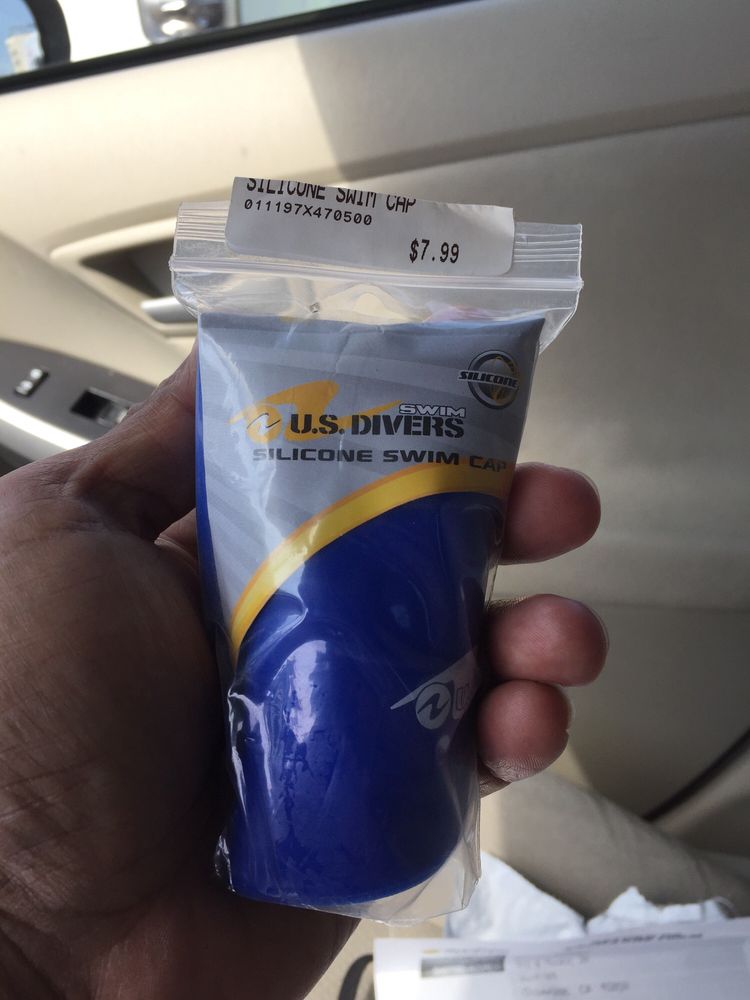 SILICONE SWIM CAP
011197X470500
$7.99
SILICONE
SWIM
U.S. DIVERS
SILICONE SWIM CAP
U